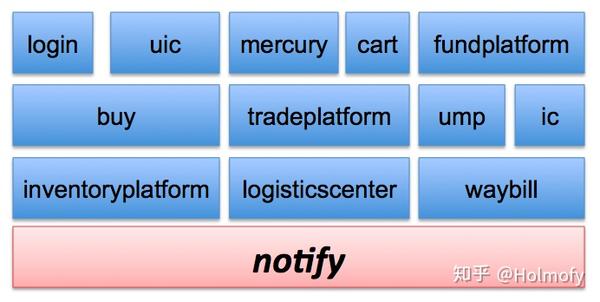 login uic mercury cart fundplatform
buy tradeplatform ump ic
inventoryplatform logisticscenter waybill
notify
知乎 @Holmofy